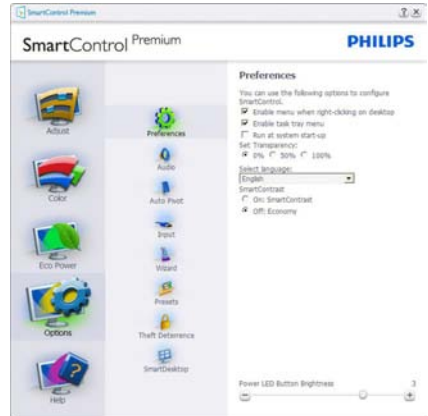 SmartControl Premium
SmartControl Premium
PHILIPS
Adjust
Color
Eco Power
Options
Help
Preferences
Audio
Auto Pivot
Input
Wizard
Presets
Theft Deterrence
SmartDesktop
Preferences
You can use the following options to configure
SmartControl.
Enable menu when right-clicking on desktop
Enable task tray menu
Run at system start-up
Set Transparency:
0% 50% 100%
Select language:
English
SmartContrast
On: SmartContrast
Off: Economy
Power LED Button Brightness 3